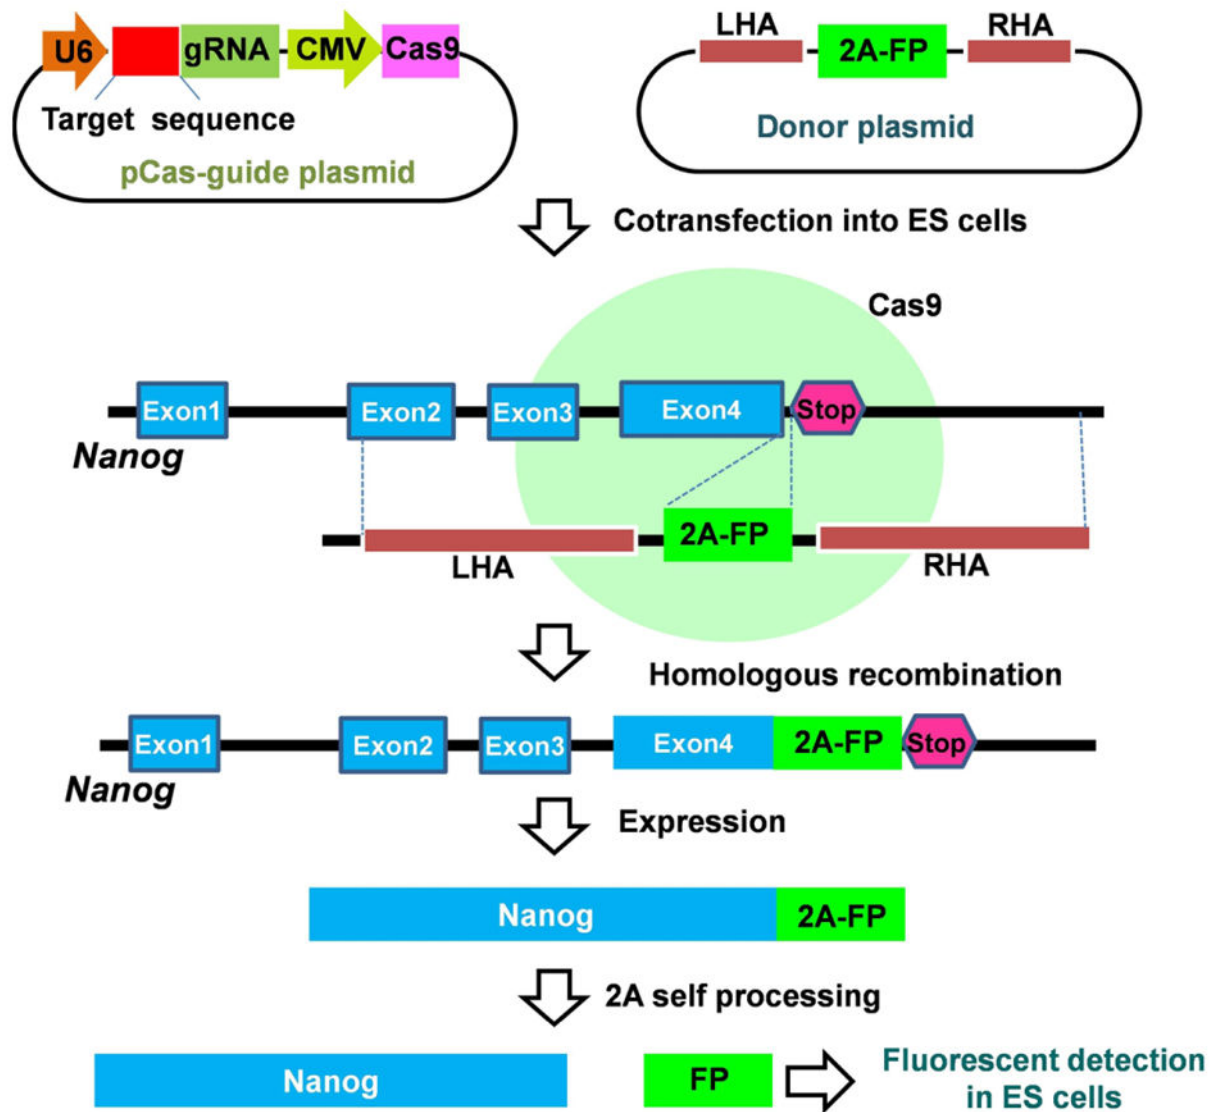 U6 gRNA CMV Cas9
Target sequence
pCas-guide plasmid
LHA 2A-FP RHA
Donor plasmid
Cotransfection into ES cells
Cas9
Exon1 Exon2 Exon3 Exon4 Stop
Nanog
2A-FP
LHA RHA
Homologous recombination
Exon1 Exon2 Exon3 Exon4 2A-FP Stop
Nanog
Expression
Nanog 2A-FP
2A self processing
Nanog FP
Fluorescent detection
in ES cells